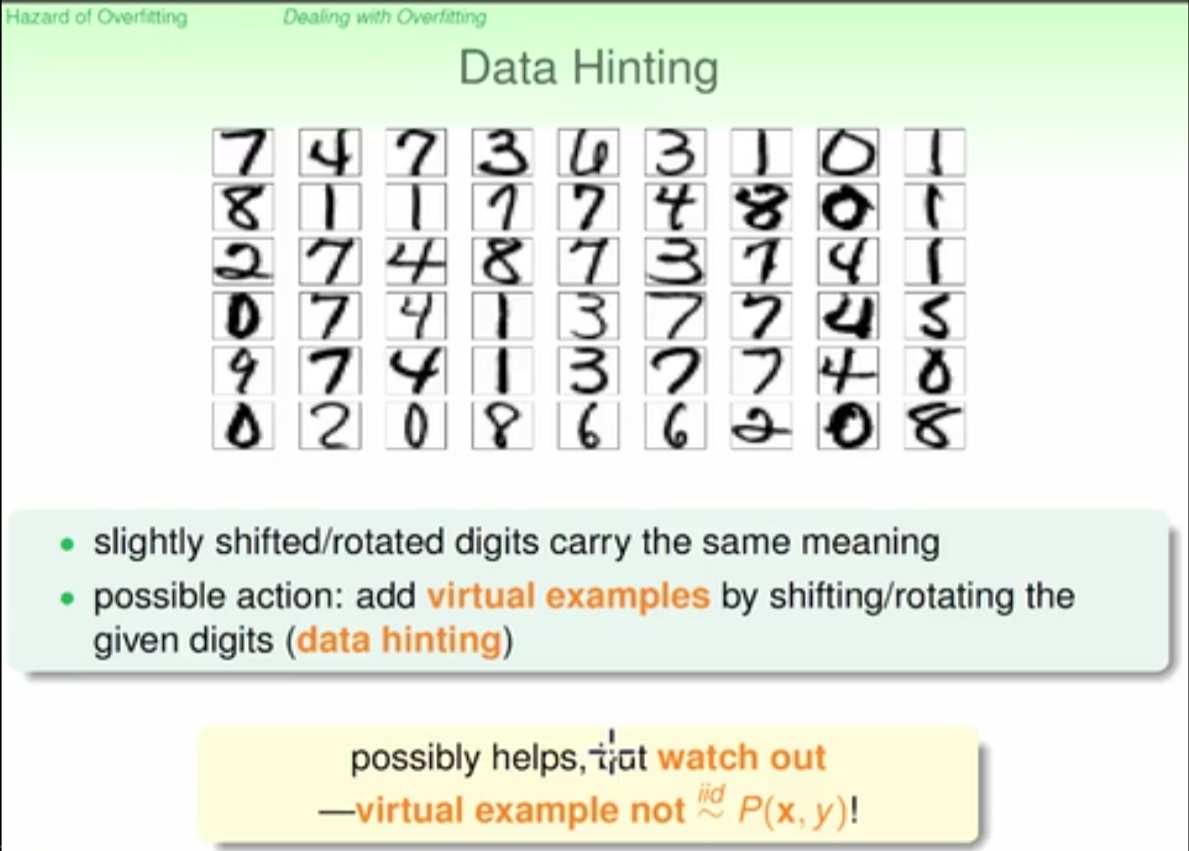 Hazard of Overfitting Dealing with Overfitting
Data Hinting
7 4 7 3 6 3 1 0 1
8 1 1 7 7 4 8 0 1
2 7 4 8 7 3 7 4 1
0 7 4 1 3 7 7 4 5
9 7 4 1 3 7 7 4 0
0 2 0 8 6 6 2 0 8
• slightly shifted/rotated digits carry the same meaning
• possible action: add virtual examples by shifting/rotating the
given digits (data hinting)
possibly helps, but watch out
—virtual example not iid ~ P(x, y)!